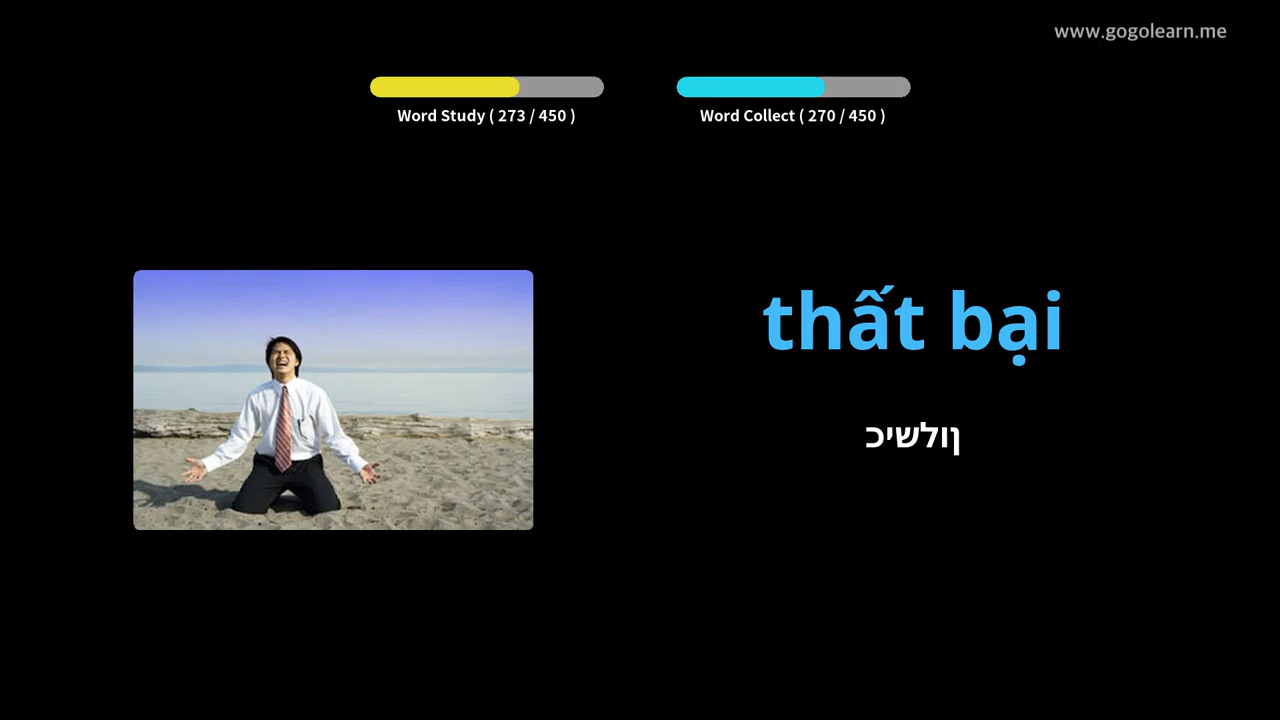 www.gogolearn.me
Word Study ( 273 / 450 )
Word Collect ( 270 / 450 )
thất bại
ןולשיכ